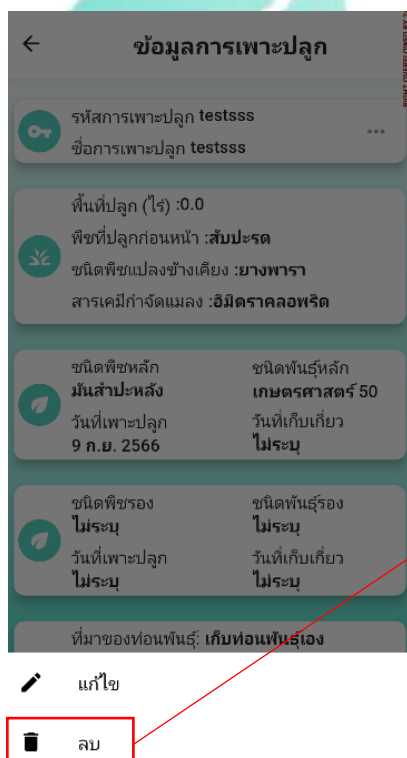 ข้อมูลการเพาะปลูก
รหัสการเพาะปลูก testsss
ชื่อการเพาะปลูก testsss
พื้นที่ปลูก (ไร่) :0.0
พืชที่ปลูกก่อนหน้า :สับปะรด
ชนิดพืชแปลงข้างเคียง :ยางพารา
สารเคมีกำจัดแมลง :อิมิดราคลอพริด
ชนิดพืชหลัก ชนิดพันธุ์หลัก
มันสำปะหลัง เกษตรศาสตร์ 50
วันที่เพาะปลูก วันที่เก็บเกี่ยว
9 ก.ย. 2566 ไม่ระบุ
ชนิดพืชรอง ชนิดพันธุ์รอง
ไม่ระบุ ไม่ระบุ
วันที่เพาะปลูก วันที่เก็บเกี่ยว
ไม่ระบุ ไม่ระบุ
ที่มาของท่อนพันธุ์: เก็บท่อนพันธุ์เอง
แก้ไข
ลบ